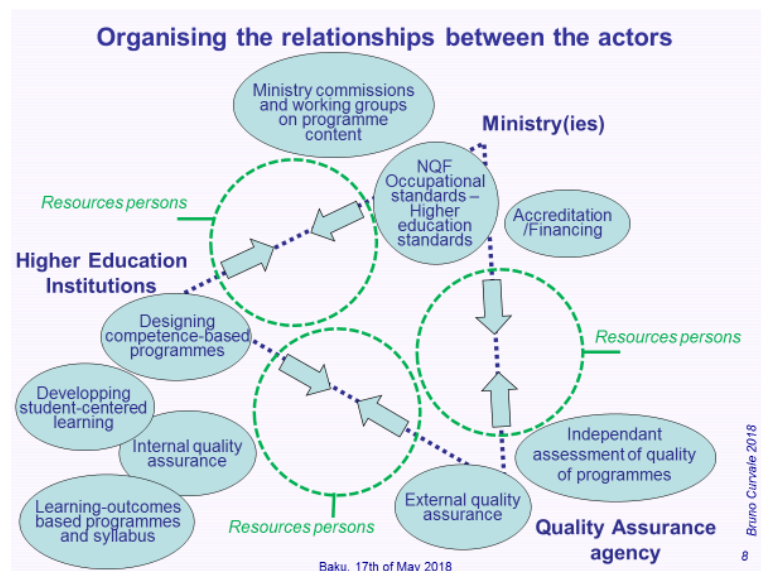 Organising the relationships between the actors
Ministry commissions
and working groups
on programme
content
Ministry(ies)
NQF
Occupational
standards –
Higher
education
standards
Accreditation
/Financing
Resources persons
Higher Education
Institutions
Designing
competence-based
programmes
Resources persons
Developping
student-centered
learning
Internal quality
assurance
Learning-outcomes
based programmes
and syllabus
Independant
assessment of quality
of programmes
External quality
assurance
Resources persons
Quality Assurance
agency
Bruno Curvale 2018
8
Baku, 17th of May 2018